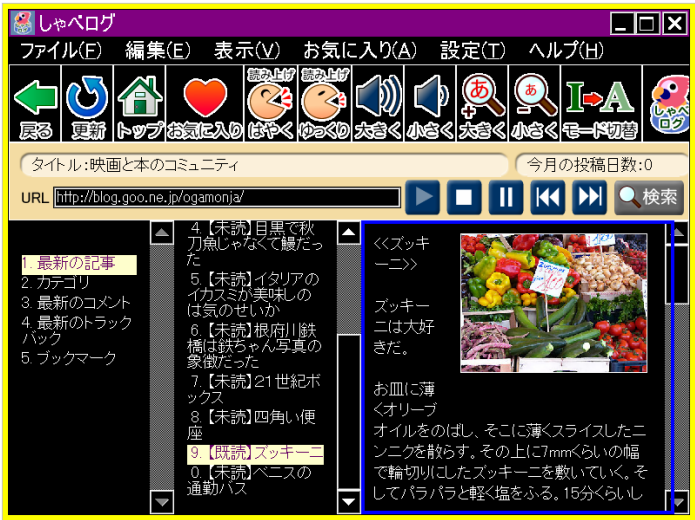 しゃべログ
ファイル(F) 編集(E) 表示(V) お気に入り(A) 設定(T) ヘルプ(H)
戻る 更新 トップ お気に入り 読み上げ はやく 読み上げ ゆっくり 大きく 小さく あ 大きく あ 小さく I A モード切替 しゃべログ
タイトル:映画と本のコミュニティ
今月の投稿日数:0
URL http://blog.goo.ne.jp/ogamonja/ 検索
1. 最新の記事
2. カテゴリ
3. 最新のコメント
4. 最新のトラック
バック
5. ブックマーク
4.【未読】目黒で秋
刀魚じゃなくて鰻だっ
た
5.【未読】イタリアの
イカスミが美味しの
は気のせいか
6.【未読】根府川鉄
橋は鉄ちゃん写真の
象徴だった
7.【未読】21世紀ボ
ックス
8.【未読】四角い便
座
9.【既読】ズッキーニ
0.【未読】ベニスの
通勤バス
<<ズッキ
ーニ>>
ズッキー
ニは大好
きだ。
お皿に薄
くオリーブ
オイルをのばし、そこに薄くスライスしたニ
ンニクを散らす。その上に7mmくらいの幅
で輪切りにしたズッキーニを敷いていく。そ
してパラパラと軽く塩をふる。15分くらいし